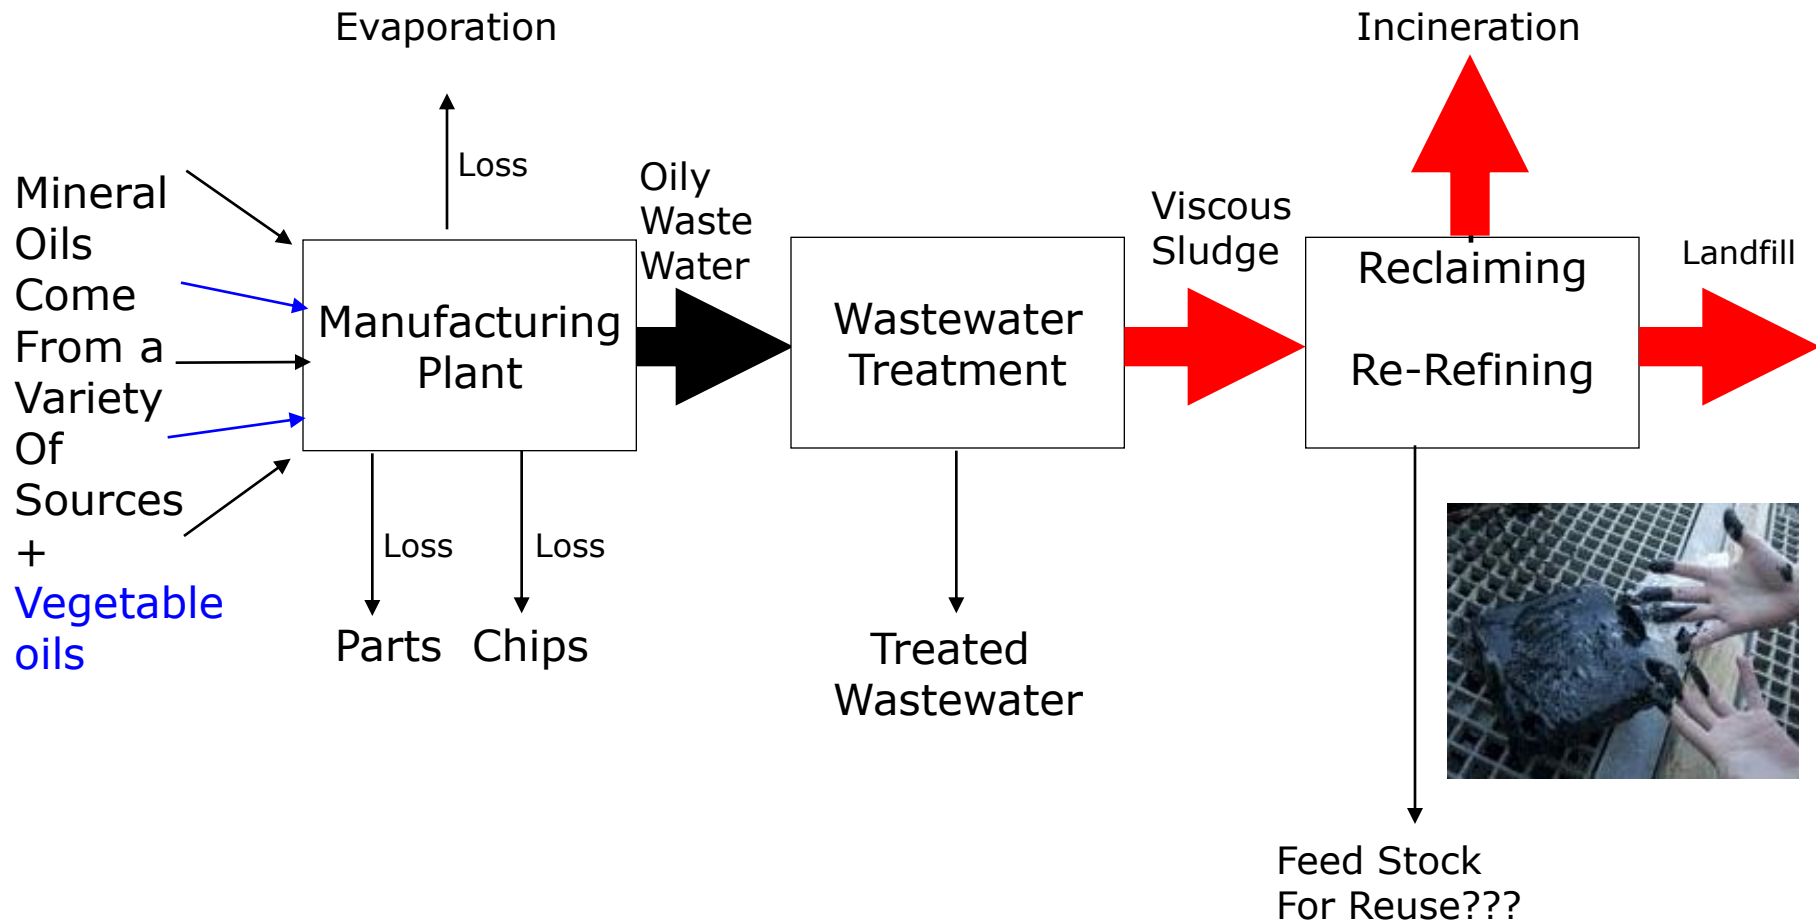 Evaporation
Incineration
Loss
Mineral
Oils
Come
From a
Variety
Of
Sources
+
Vegetable
oils
Manufacturing
Plant
Loss
Loss
Parts
Chips
Oily
Waste
Water
Wastewater
Treatment
Treated
Wastewater
Viscous
Sludge
Reclaiming
Re-Refining
Landfill
Feed Stock
For Reuse???